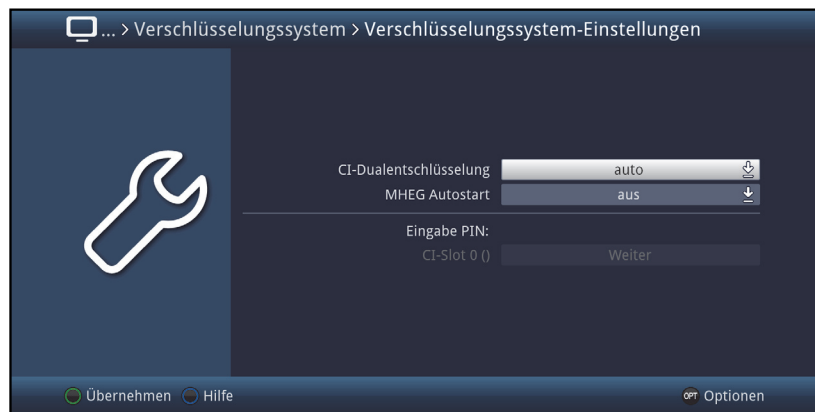 ... > Verschlüsselungssystem > Verschlüsselungssystem-Einstellungen
CI-Dualentschlüsselung auto
MHEG Autostart aus
Eingabe PIN:
CI-Slot 0 () Weiter
Übernehmen Hilfe OPT Optionen